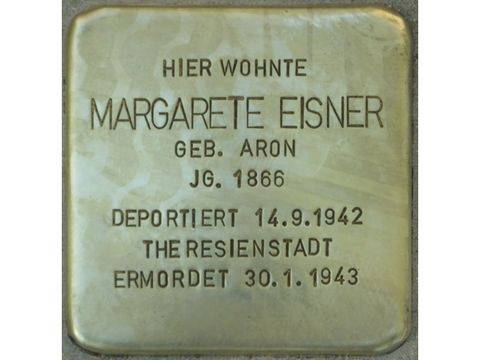 HIER WOHNTE
MARGARETE EISNER
GEB. ARON
JG. 1866
DEPORTIERT 14.9.1942
THERESIENSTADT
ERMORDET 30.1.1943